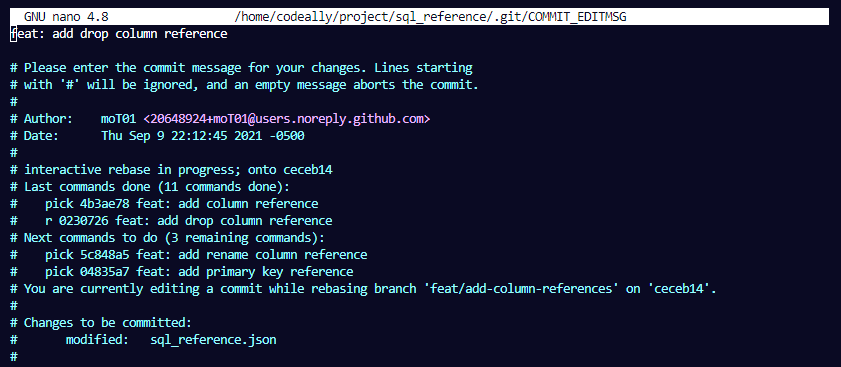 GNU nano 4.8 /home/codeally/project/sql_reference/.git/COMMIT_EDITMSG
feat: add drop column reference
# Please enter the commit message for your changes. Lines starting
# with '#' will be ignored, and an empty message aborts the commit.
#
# Author:    moT01 <20648924+moT01@users.noreply.github.com>
# Date:      Thu Sep 9 22:12:45 2021 -0500
#
# interactive rebase in progress; onto ceceb14
# Last commands done (11 commands done):
#    pick 4b3ae78 feat: add column reference
#    r 0230726 feat: add drop column reference
# Next commands to do (3 remaining commands):
#    pick 5c848a5 feat: add rename column reference
#    pick 04835a7 feat: add primary key reference
# You are currently editing a commit while rebasing branch 'feat/add-column-references' on 'ceceb14'.
#
# Changes to be committed:
#       modified:   sql_reference.json
#